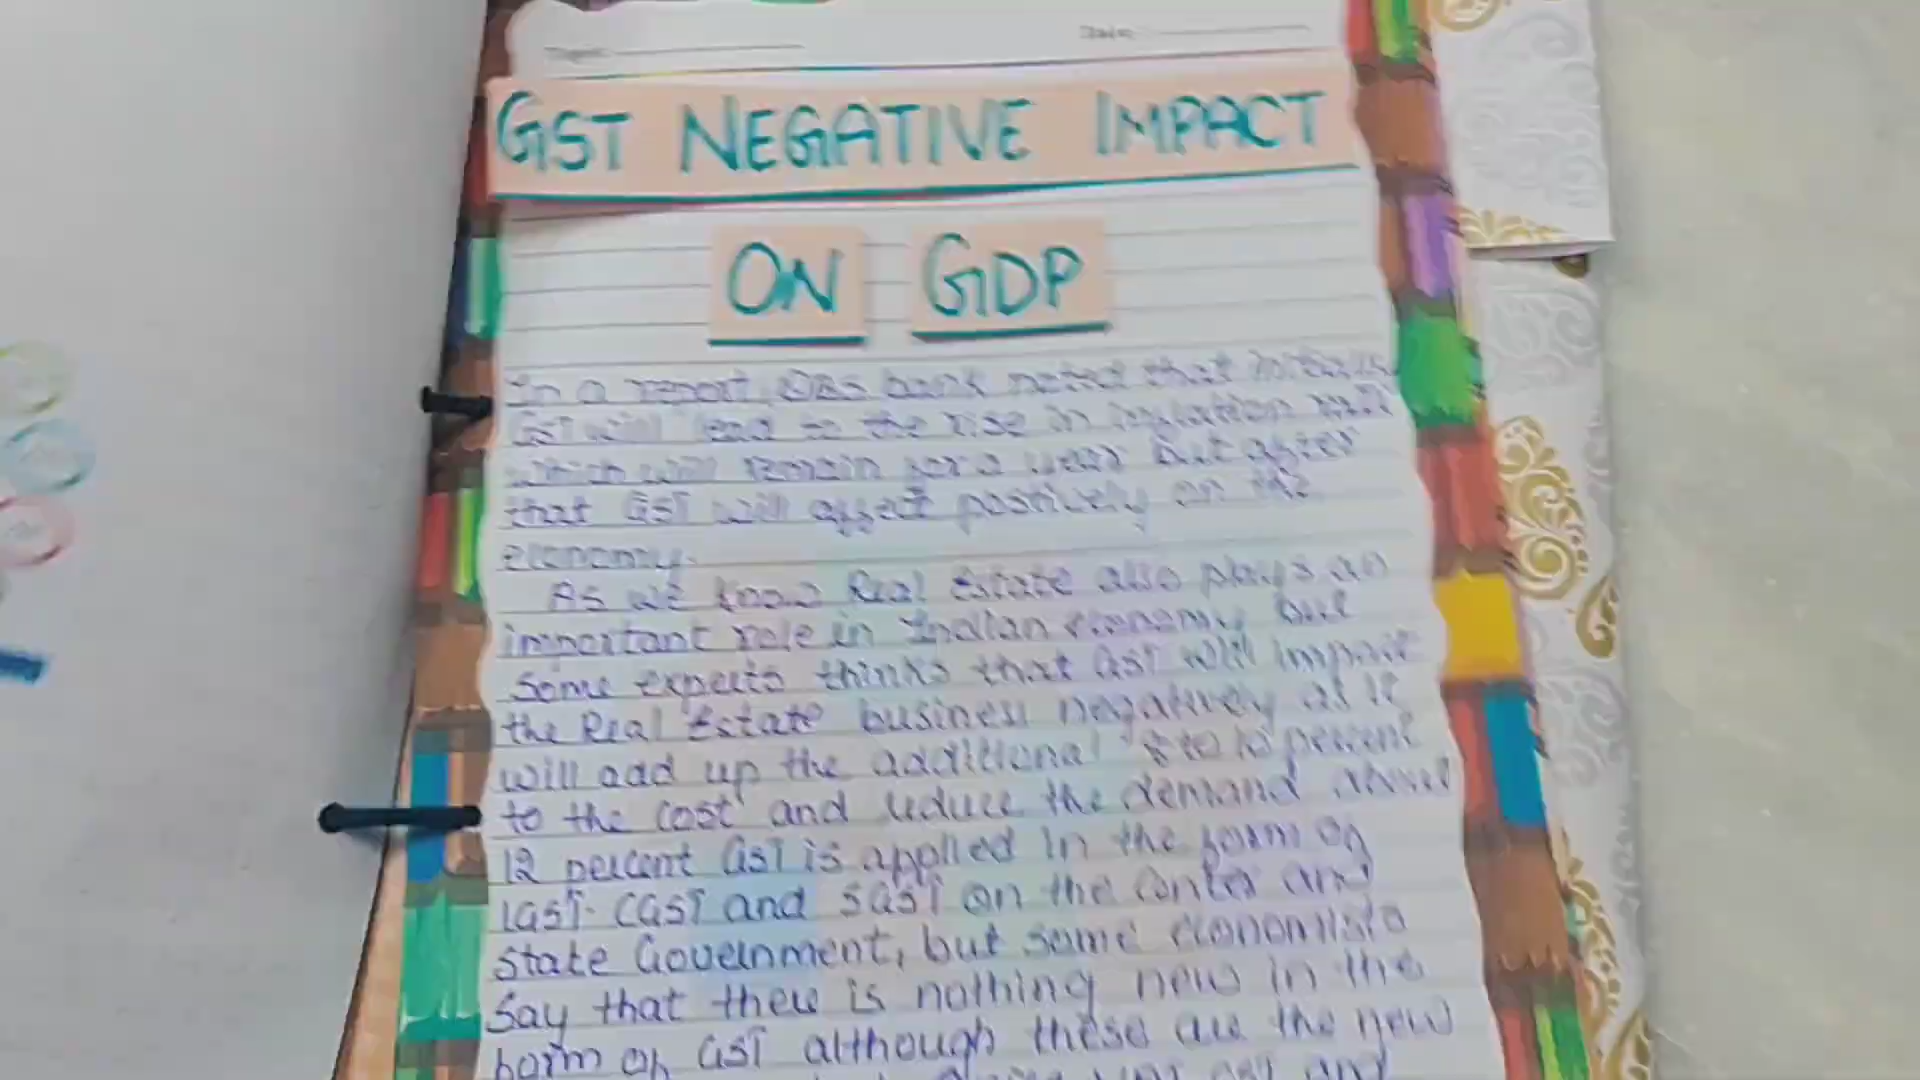 Date:
GST NEGATIVE IMPACT
ON GDP
In a report, DBS bank noted that initially
GST will lead to the rise in inflation rate
which will remain for a year but after
that GST will affect postively on the
economy.
As we know Real Estate also plays an
important role in Indian economy but
some experts thinks that GST will impact
the Real Estate business negatively as it
will add up the additional 8 to 10 percent
to the cost and reduce the demand about
12 percent GST is applied in the form of
IGST. CGST and SGST on the Center and
State Government, but some economists
say that there is nothing new in the
form of GST although these are the new
and